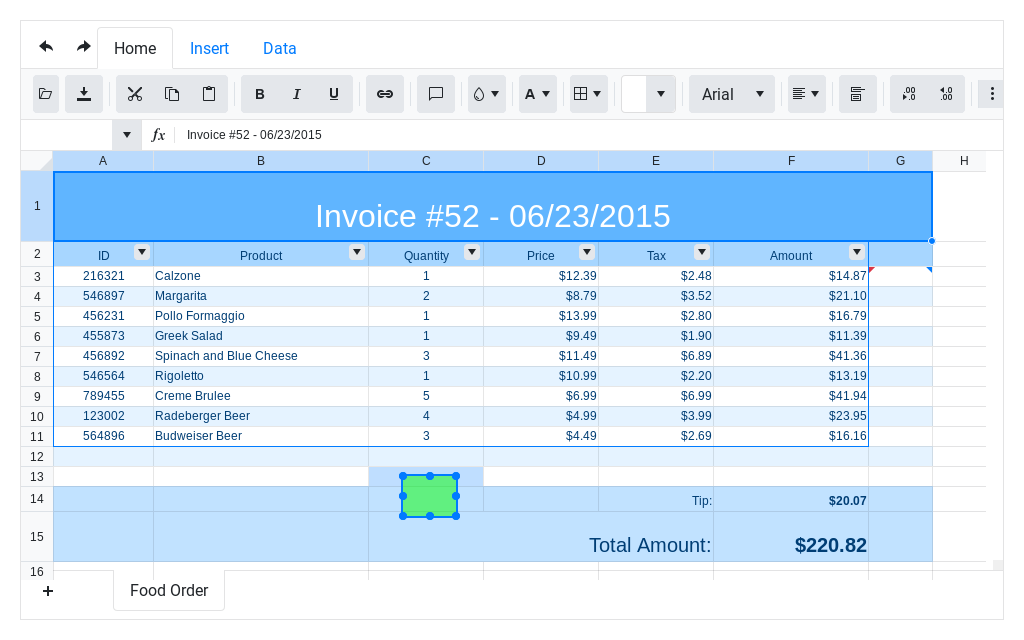 Home Insert Data
B I U Arial .00 .0 .0 .00
fx Invoice #52 - 06/23/2015
A B C D E F G H
1 Invoice #52 - 06/23/2015
2 ID Product Quantity Price Tax Amount
3 216321 Calzone 1 $12.39 $2.48 $14.87
4 546897 Margarita 2 $8.79 $3.52 $21.10
5 456231 Pollo Formaggio 1 $13.99 $2.80 $16.79
6 455873 Greek Salad 1 $9.49 $1.90 $11.39
7 456892 Spinach and Blue Cheese 3 $11.49 $6.89 $41.36
8 546564 Rigoletto 1 $10.99 $2.20 $13.19
9 789455 Creme Brulee 5 $6.99 $6.99 $41.94
10 123002 Radeberger Beer 4 $4.99 $3.99 $23.95
11 564896 Budweiser Beer 3 $4.49 $2.69 $16.16
12
13
14 Tip: $20.07
15 Total Amount: $220.82
16
+ Food Order